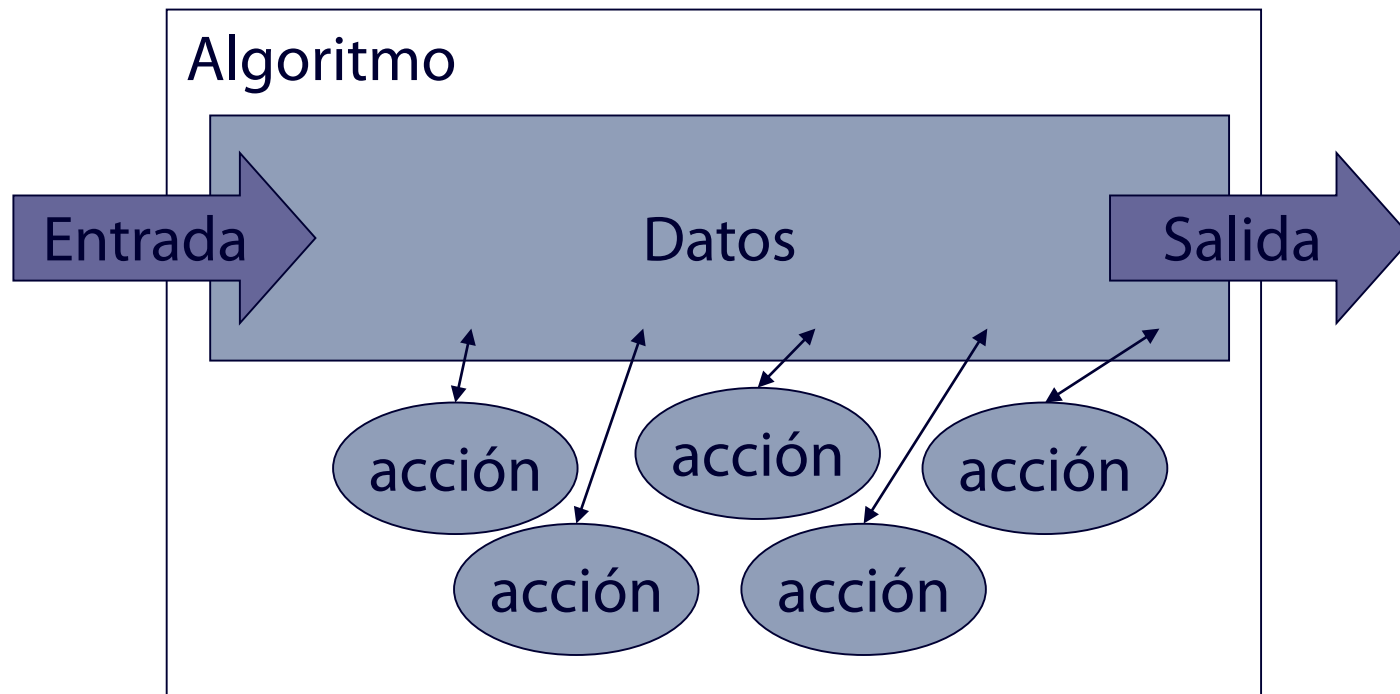 Algoritmo
Entrada
Datos
Salida
acción
acción
acción
acción
acción